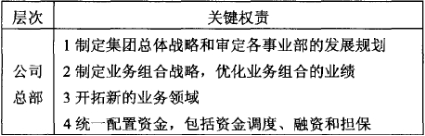 层次 关键权责
1 制定集团总体战略和审定各事业部的发展规划
公司 2 制定业务组合战略，优化业务组合的业绩
总部 3 开拓新的业务领域
4 统一配置资金，包括资金调度、融资和担保